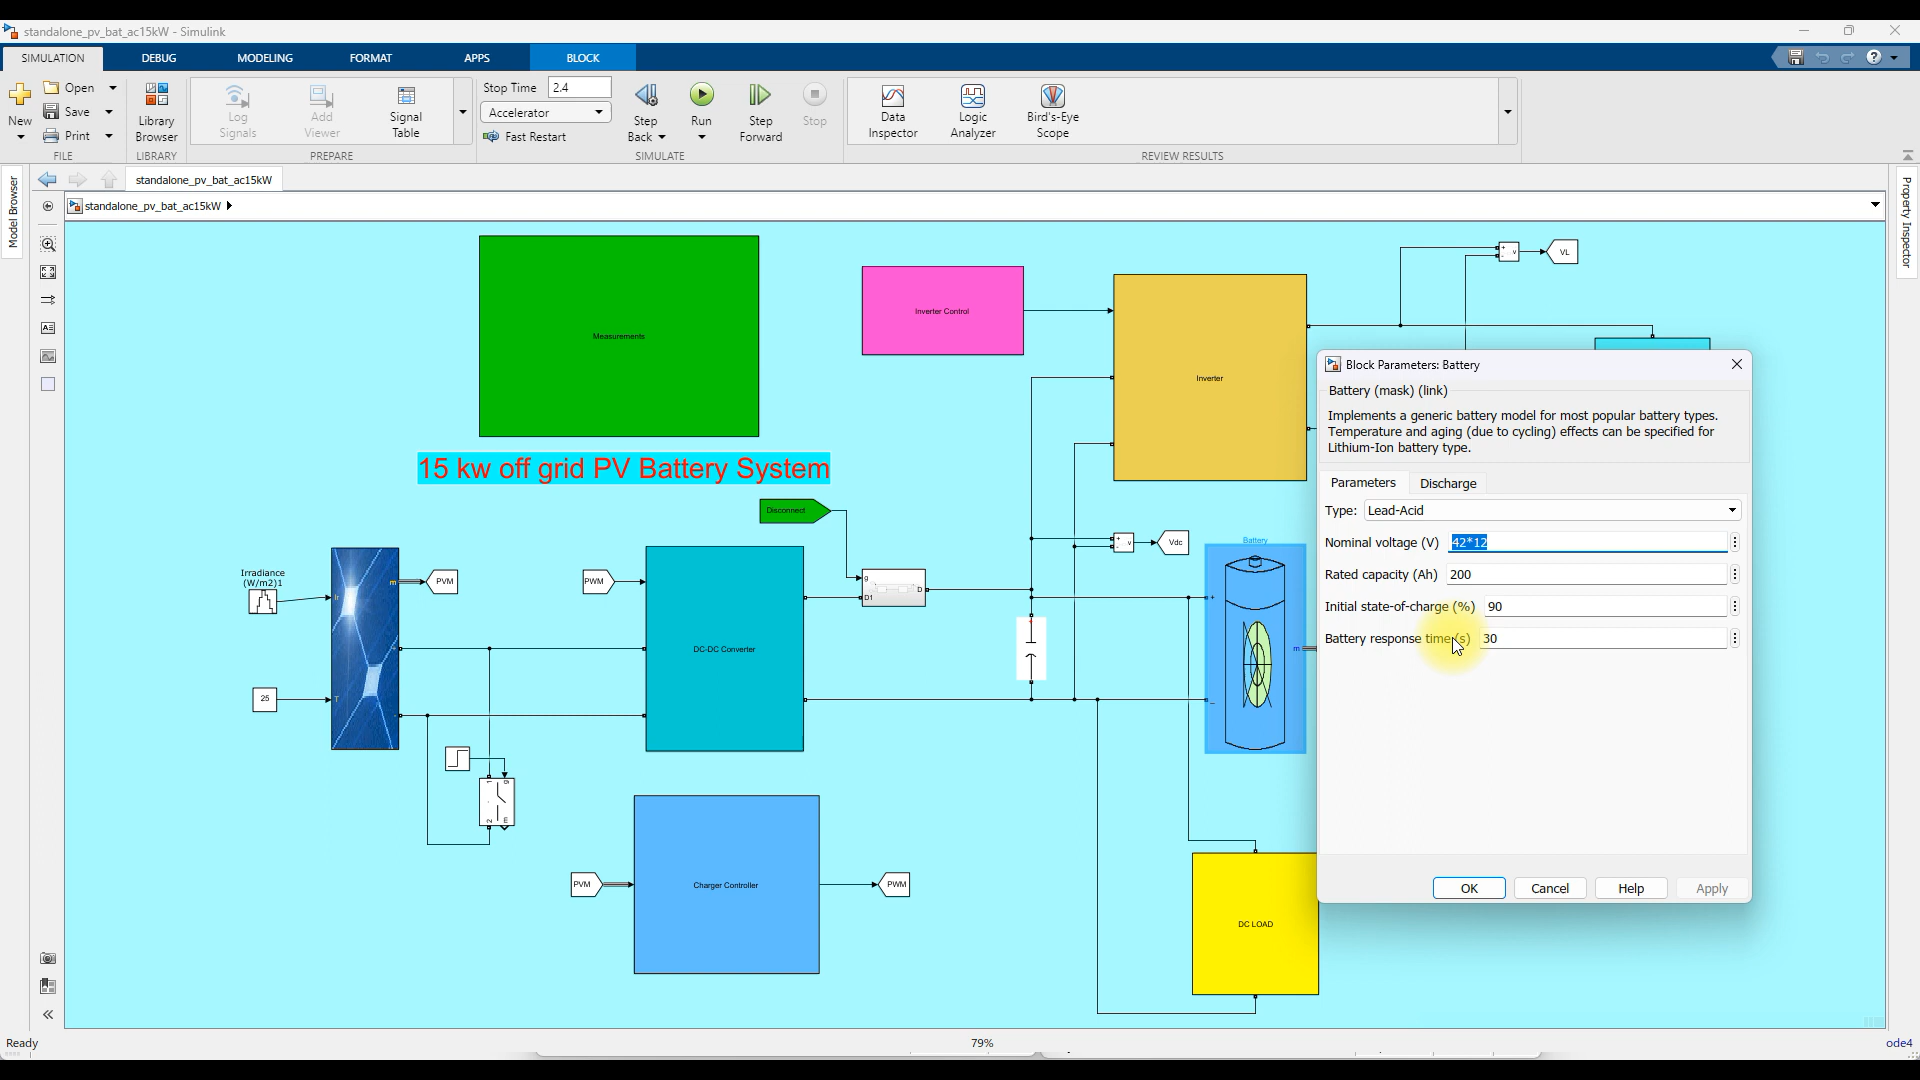 standalone_pv_bat_ac15kW - Simulink
SIMULATION
DEBUG
MODELING
FORMAT
APPS
BLOCK
New
Open
Save
Print
FILE
Library Browser
LIBRARY
Log Signals
Add Viewer
Signal Table
PREPARE
Stop Time 2.4
Accelerator
Fast Restart
Step Back
Run
Step Forward
Stop
SIMULATE
Data Inspector
Logic Analyzer
Bird's-Eye Scope
REVIEW RESULTS
Model Browser
Property Inspector
standalone_pv_bat_ac15kW
standalone_pv_bat_ac15kW
Measurements
Inverter Control
Inverter
VL
15 kw off grid PV Battery System
Disconnect
Vdc
Battery
Irradiance
(W/m2)1
Ir
m
PVM
PWM
g
D1
D
DC-DC Converter
25
T
m
PVM
Charger Controller
PWM
DC LOAD
Block Parameters: Battery
Battery (mask) (link)
Implements a generic battery model for most popular battery types.
Temperature and aging (due to cycling) effects can be specified for
Lithium-Ion battery type.
Parameters
Discharge
Type: Lead-Acid
Nominal voltage (V) 42*12
Rated capacity (Ah) 200
Initial state-of-charge (%) 90
Battery response time (s) 30
OK
Cancel
Help
Apply
Ready
79%
ode4